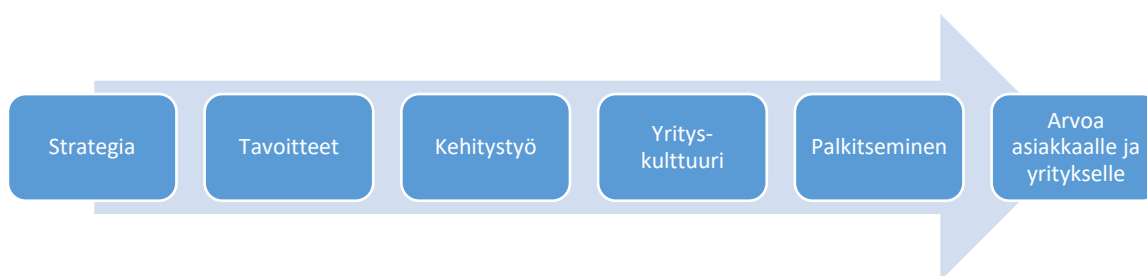 Strategia
Tavoitteet
Kehitystyö
Yritys-
kulttuuri
Palkitseminen
Arvoa
asiakkaalle ja
yritykselle